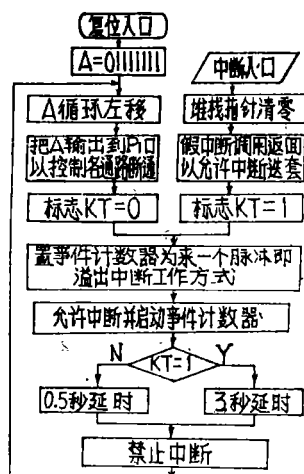 复位入口
A=01111111
中断入口
A循环左移
堆栈指针清零
把A输出到P1口
以控制各通路断通
假中断调用返回
以允许中断迭套
标志KT=0
标志KT=1
置事件计数器为来一个脉冲即
溢出中断工作方式
允许中断并启动事件计数器
N
KT=1
Y
0.5秒延时
3秒延时
禁止中断